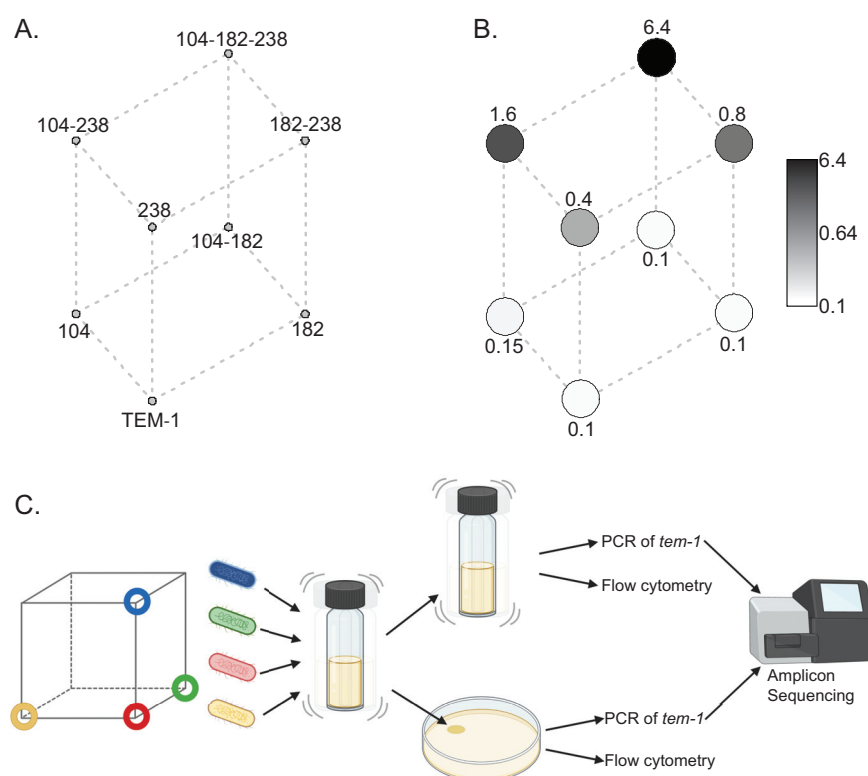 A.
104-182-238
104-238
182-238
238
104-182
104
182
TEM-1
B.
6.4
1.6
0.8
0.4
0.1
0.15
0.1
0.1
6.4
0.64
0.1
C.
PCR of tem-1
Flow cytometry
Amplicon
Sequencing
PCR of tem-1
Flow cytometry